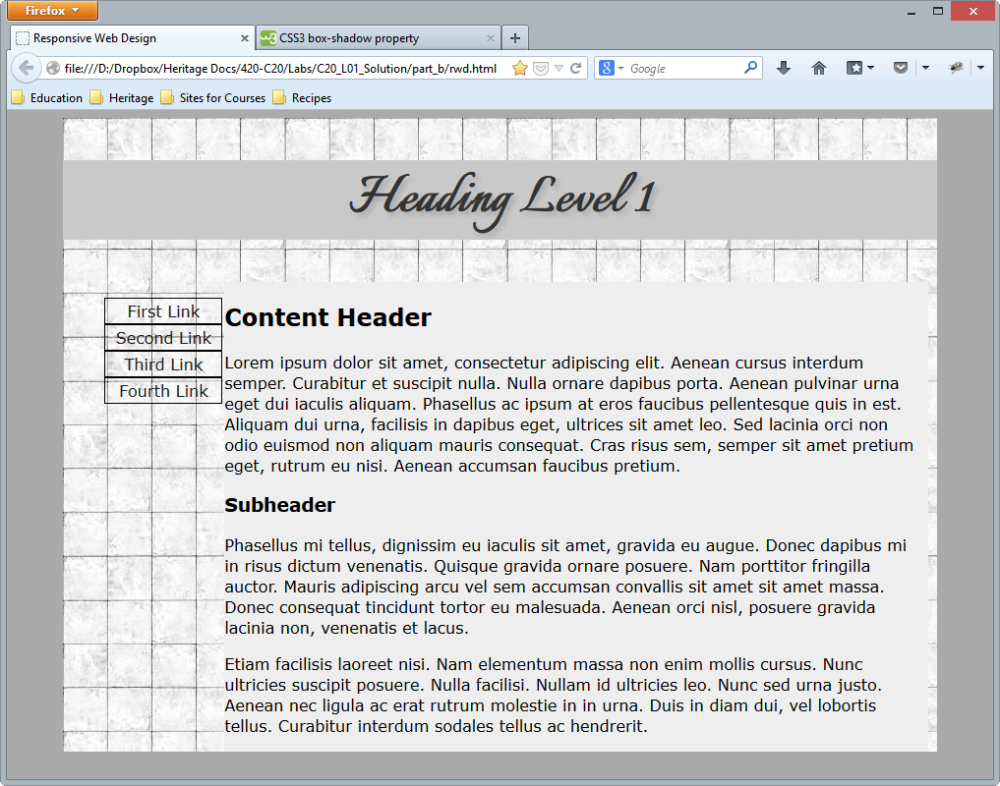 Firefox
Responsive Web Design
CSS3 box-shadow property
file:///D:/Dropbox/Heritage Docs/420-C20/Labs/C20_L01_Solution/part_b/rwd.html
Google
Education Heritage Sites for Courses Recipes
Heading Level 1
First Link
Second Link
Third Link
Fourth Link
Content Header
Lorem ipsum dolor sit amet, consectetur adipiscing elit. Aenean cursus interdum
semper. Curabitur et suscipit nulla. Nulla ornare dapibus porta. Aenean pulvinar urna
eget dui iaculis aliquam. Phasellus ac ipsum at eros faucibus pellentesque quis in est.
Aliquam dui urna, facilisis in dapibus eget, ultrices sit amet leo. Sed lacinia orci non
odio euismod non aliquam mauris consequat. Cras risus sem, semper sit amet pretium
eget, rutrum eu nisi. Aenean accumsan faucibus pretium.
Subheader
Phasellus mi tellus, dignissim eu iaculis sit amet, gravida eu augue. Donec dapibus mi
in risus dictum venenatis. Quisque gravida ornare posuere. Nam porttitor fringilla
auctor. Mauris adipiscing arcu vel sem accumsan convallis sit amet sit amet massa.
Donec consequat tincidunt tortor eu malesuada. Aenean orci nisl, posuere gravida
lacinia non, venenatis et lacus.
Etiam facilisis laoreet nisi. Nam elementum massa non enim mollis cursus. Nunc
ultricies suscipit posuere. Nulla facilisi. Nullam id ultricies leo. Nunc sed urna justo.
Aenean nec ligula ac erat rutrum molestie in in urna. Duis in diam dui, vel lobortis
tellus. Curabitur interdum sodales tellus ac hendrerit.